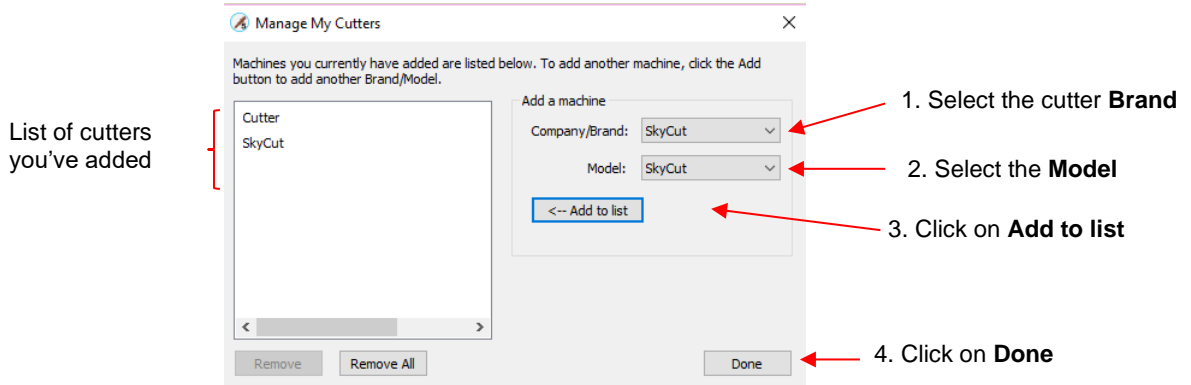 Manage My Cutters
Machines you currently have added are listed below. To add another machine, click the Add
button to add another Brand/Model.
List of cutters
you've added
Cutter
SkyCut
Add a machine
Company/Brand: SkyCut
Model: SkyCut
<-- Add to list
1. Select the cutter Brand
2. Select the Model
3. Click on Add to list
Remove
Remove All
Done
4. Click on Done